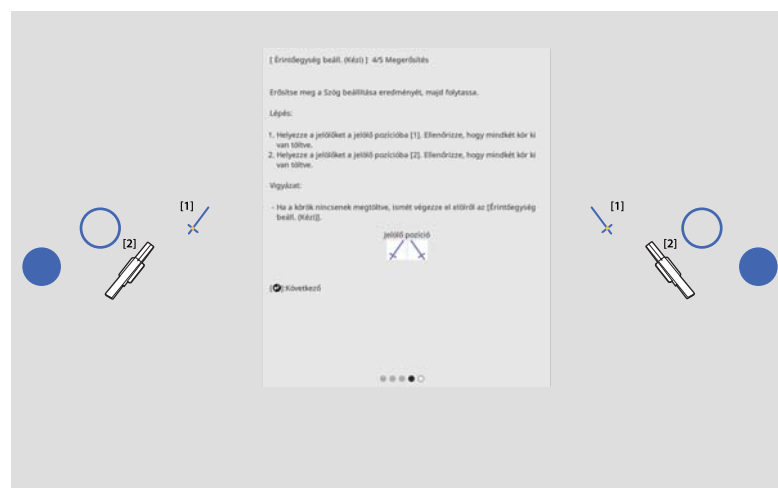 [ Érintőegység beáll. (Kézi) ] 4/5 Megerősítés
Erősítse meg a Szög beállítása eredményét, majd folytassa.
Lépés:
1. Helyezze a jelölőket a jelölő pozícióba [1]. Ellenőrizze, hogy mindkét kör ki
van töltve.
2. Helyezze a jelölőket a jelölő pozícióba [2]. Ellenőrizze, hogy mindkét kör ki
van töltve.
Vigyázat:
- Ha a körök nincsenek megtöltve, ismét végezze el elölről az [Érintőegység
beáll. (Kézi)].
[1]
[1]
[2]
[2]
Jelölő pozíció
[ ]:Következő